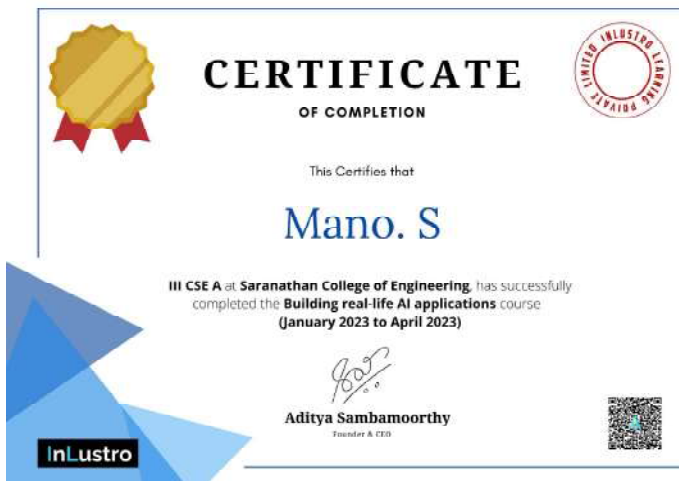 CERTIFICATE
OF COMPLETION
INLUSTRO LEARNING PRIVATE LIMITED
This Certifies that
Mano. S
III CSE A at Saranathan College of Engineering, has successfully
completed the Building real-life AI applications course
(January 2023 to April 2023)
Aditya Sambamoorthy
Founder & CEO
InLustro